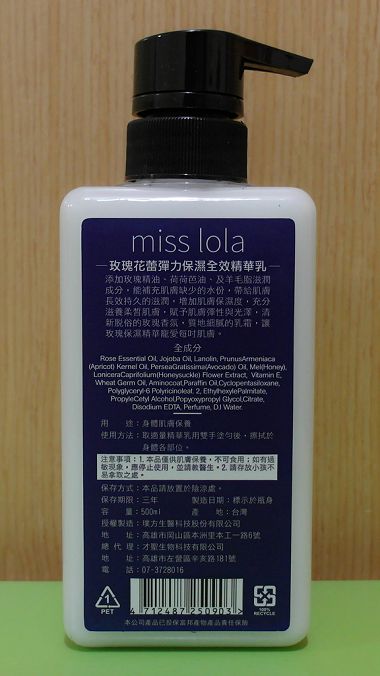 miss lola
玫瑰花蕾彈力保濕全效精華乳
添加玫瑰精油、荷荷芭油、及羊毛脂滋潤
成分，能補充肌膚缺少的水份，帶給肌膚
長效持久的滋潤，增加肌膚保濕度，充分
滋養柔皙肌膚，賦予肌膚彈性與光澤，清
新脫俗的玫瑰香氛，質地細膩的乳霜，讓
玫瑰保濕精華寵愛每吋肌膚。
全成分
Rose Essential Oil, Jojoba Oil, Lanolin, PrunusArmeniaca
(Apricot) Kernel Oil, PerseaGratissima(Avocado) Oil, Mel(Honey),
LoniceraCaprifolium(Honeysuckle) Flower Extract, Vitamin E,
Wheat Germ Oil, Aminocoat,Paraffin Oil,Cyclopentasiloxane,
Polyglyceryl-6 Polyricinoleat, 2, EthylhexylePalmitate,
PropyleCetyl Alcohol,Popyoxypropyl Glycol,Citrate,
Disodium EDTA, Perfume, D.I Water.
用 途：身體肌膚保養
使用方法：取適量精華乳用雙手塗勻後，擦拭於
身體各部位。
注意事項：1. 本品僅供肌膚保養，不可食用；如有過
敏現象，應停止使用，並請教醫生。2. 請存放小孩不
易拿取之處。
保存方式：本品請放置於陰涼處。
保存期限：三年 製造日期：標示於瓶身
容 量：500ml 產 地：台灣
授權製造：璞方生醫科技股份有限公司
地 址：高雄市岡山區本洲里本工一路6號
總 代 理：才聖生物科技有限公司
地 址：高雄市左營區辛亥路181號
電 話：07-3728016
1
PET
4 712487 250903
100%
RECYCLE
本公司產品已投保富邦產物產品責任保險